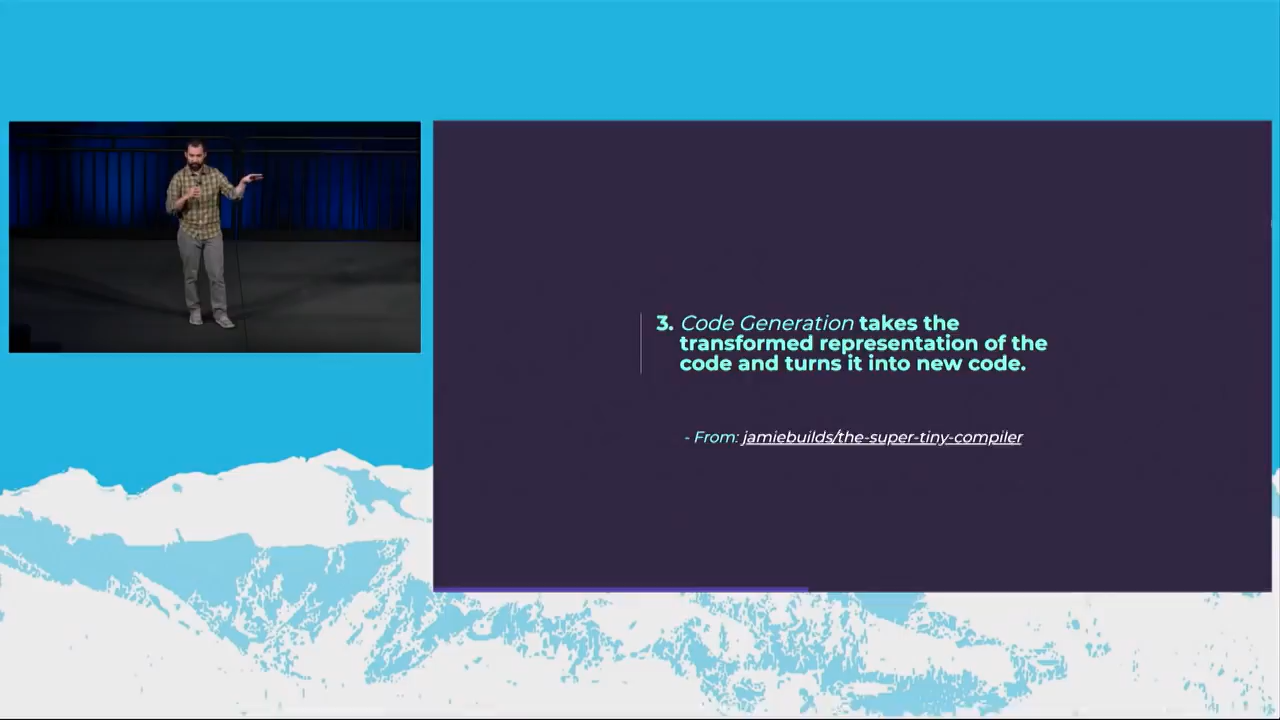 3. Code Generation takes the
transformed representation of the
code and turns it into new code.
- From: jamiebuilds/the-super-tiny-compiler